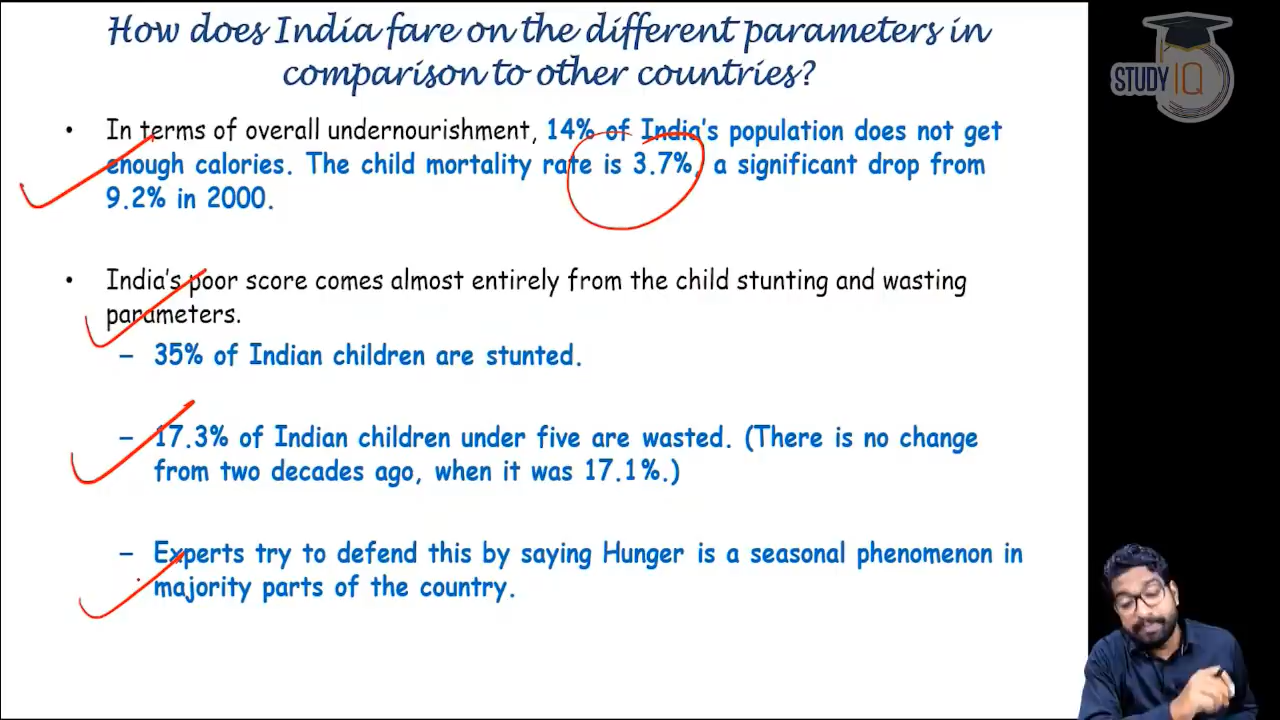 How does India fare on the different parameters in
comparison to other countries?
STUDY IQ
• In terms of overall undernourishment, 14% of India's population does not get
enough calories. The child mortality rate is 3.7%, a significant drop from
9.2% in 2000.
• India's poor score comes almost entirely from the child stunting and wasting
parameters.
– 35% of Indian children are stunted.
– 17.3% of Indian children under five are wasted. (There is no change
from two decades ago, when it was 17.1%.)
– Experts try to defend this by saying Hunger is a seasonal phenomenon in
majority parts of the country.